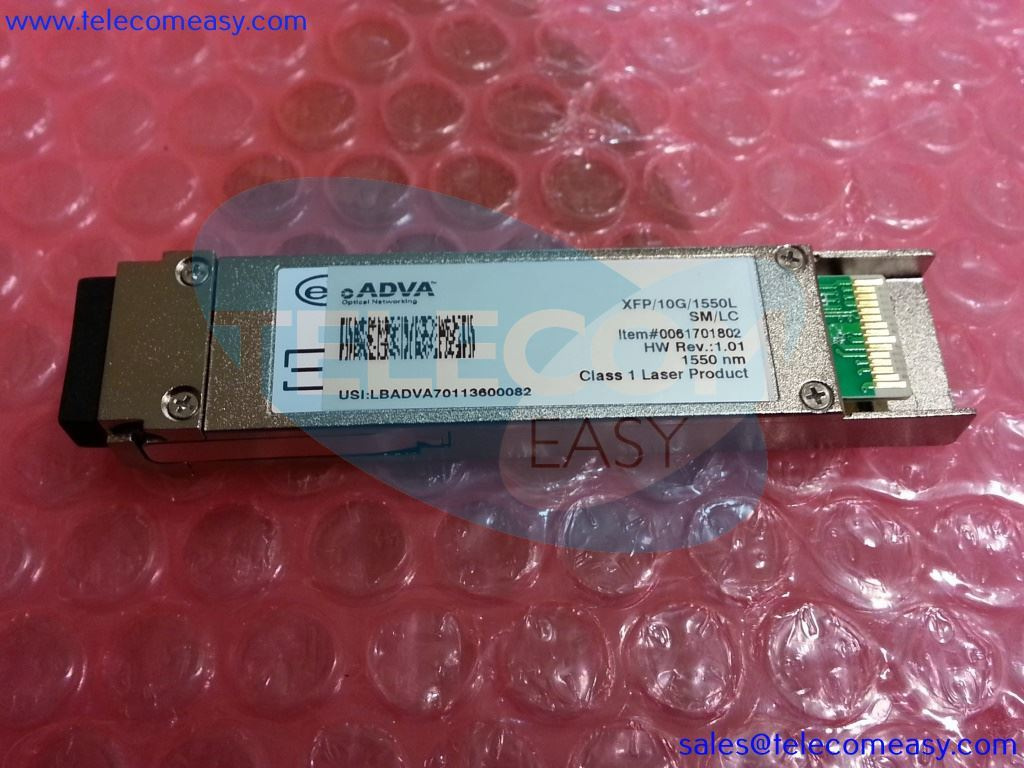 www.telecomeasy.com
e
ADVA™
Optical Networking
XFP/10G/1550L
SM/LC
Item#0061701802
HW Rev.:1.01
1550 nm
Class 1 Laser Product
USI:LBADVA70113600082
TELECOM
EASY
sales@telecomeasy.com